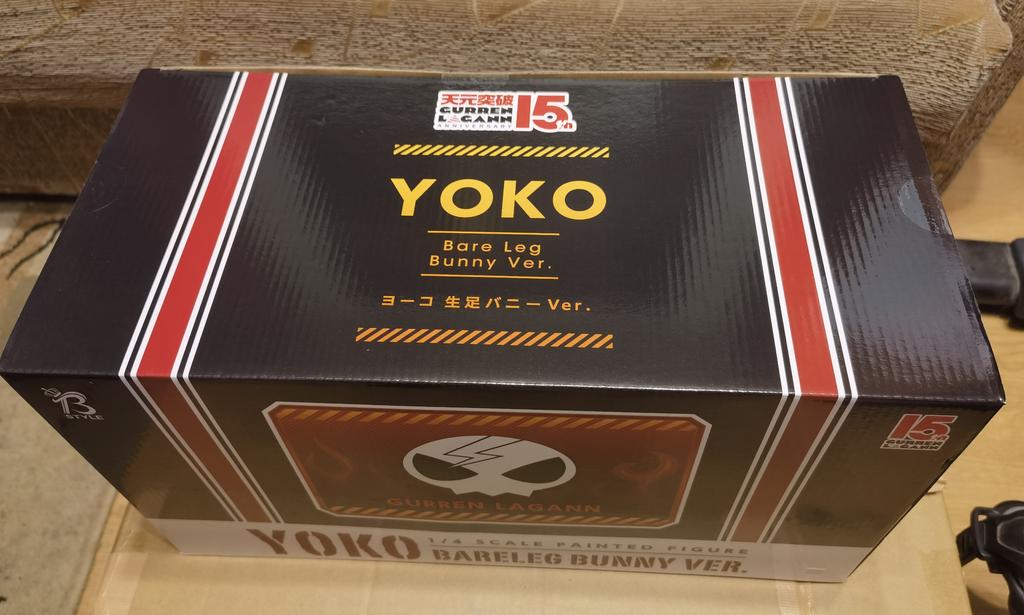 天元突破
GURREN
LAGANN
ANNIVERSARY
15th
YOKO
Bare Leg
Bunny Ver.
ヨーコ 生足バニーVer.
B
STYLE
15th
GURREN
LAGANN
GURREN LAGANN
YOKO
1/4 SCALE PAINTED FIGURE
BARELEG BUNNY VER.